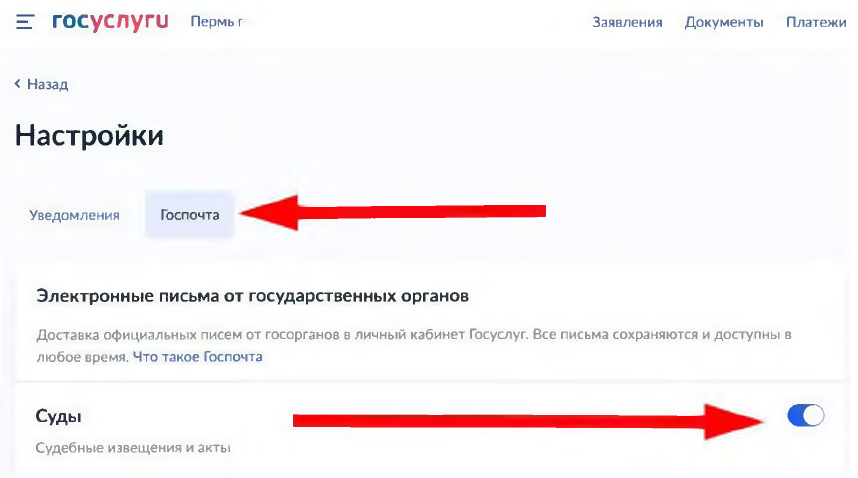 госуслуги Пермь г Заявления Документы Платежи
< Назад
Настройки
Уведомления Госпочта
Электронные письма от государственных органов
Доставка официальных писем от госорганов в личный кабинет Госуслуг. Все письма сохраняются и доступны в
любое время. Что такое Госпочта
Суды
Судебные извещения и акты